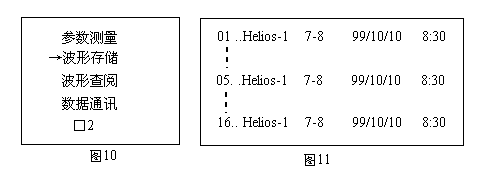 参数测量
→波形存储
波形查阅
数据通讯
□2
图10
01 ..Helios-1 7-8 99/10/10 8:30
05..Helios-1 7-8 99/10/10 8:30
16.. Helios-1 7-8 99/10/10 8:30
图11